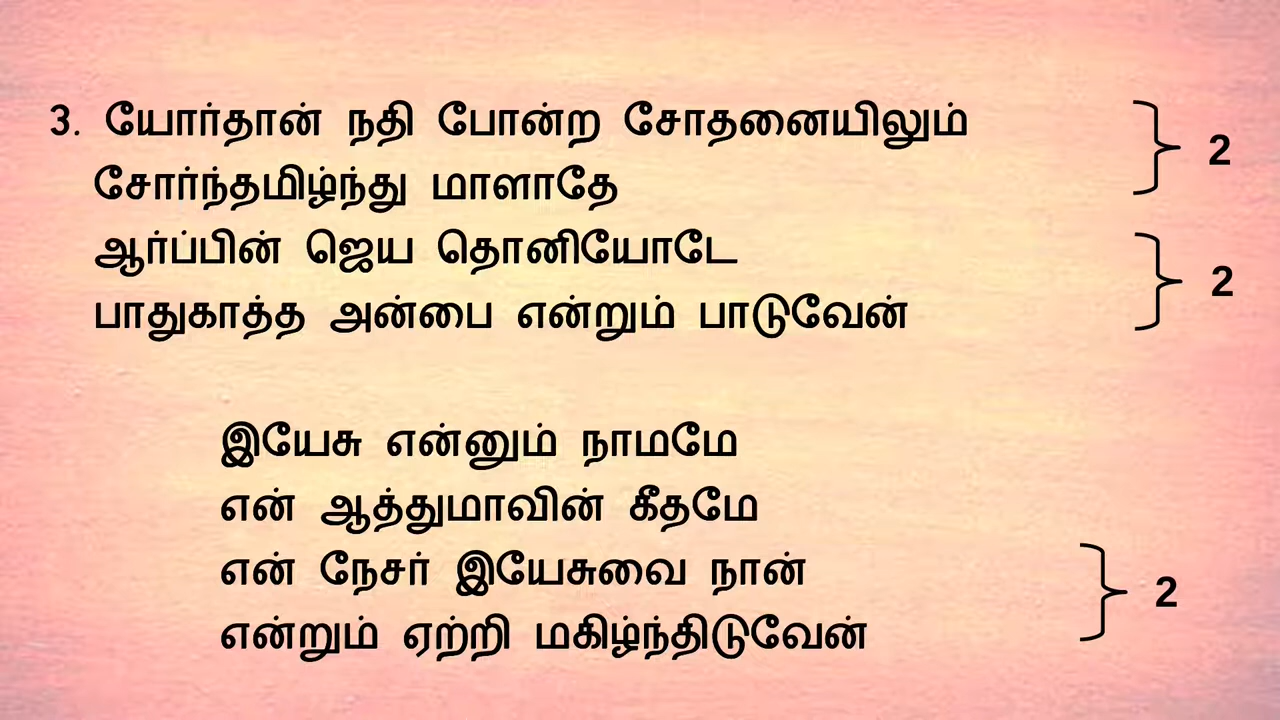 3. யோர்தான் நதி போன்ற சோதனையிலும்
சோர்ந்தமிழ்ந்து மாளாதே
2
ஆர்ப்பின் ஜெய தொனியோடே
பாதுகாத்த அன்பை என்றும் பாடுவேன்
2
இயேசு என்னும் நாமமே
என் ஆத்துமாவின் கீதமே
என் நேசர் இயேசுவை நான்
என்றும் ஏற்றி மகிழ்ந்திடுவேன்
2